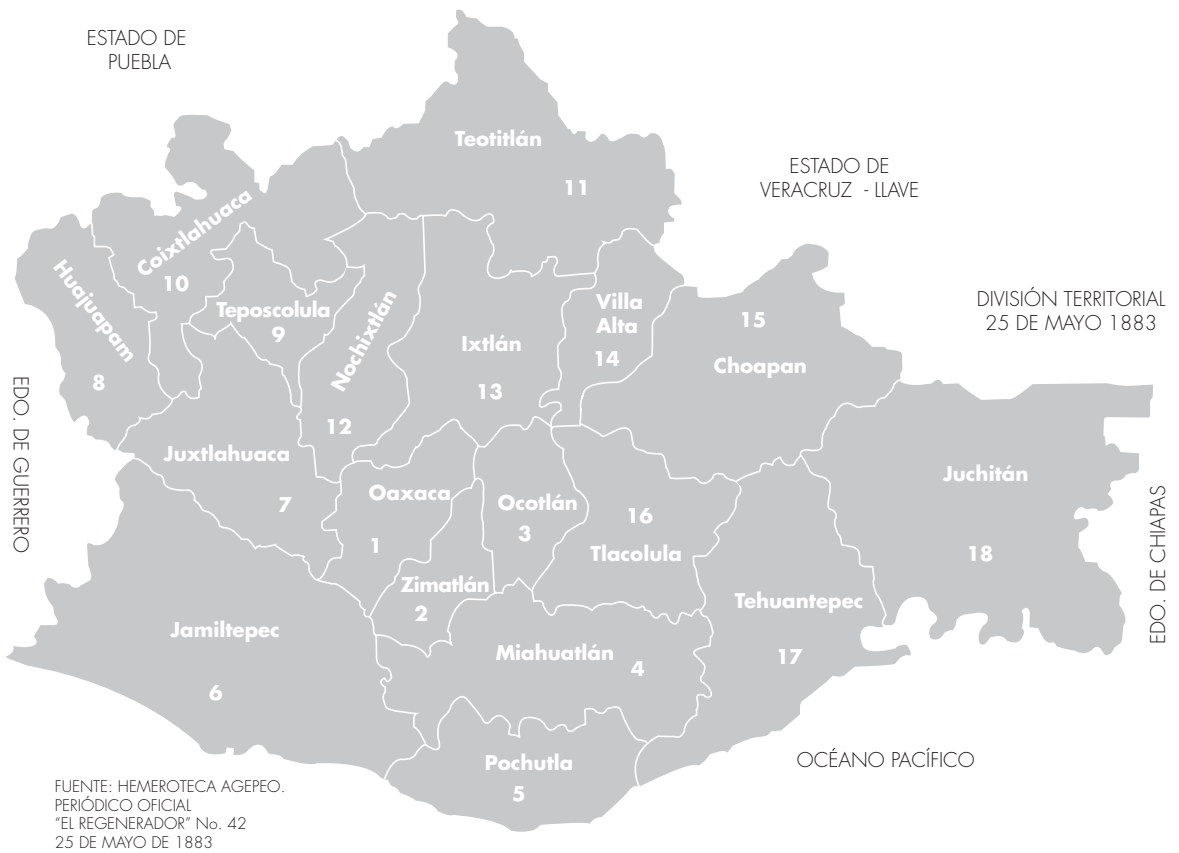 ESTADO DE
PUEBLA
Teotitlán
11
ESTADO DE
VERACRUZ - LLAVE
Coixtlahuaca
10
Huajuapam
8
Teposcolula
9
Nochixtlán
12
Ixtlán
13
Villa
Alta
14
15
Choapan
DIVISIÓN TERRITORIAL
25 DE MAYO 1883
EDO. DE GUERRERO
Juxtlahuaca
7
Oaxaca
1
Ocotlán
3
16
Tlacolula
Juchitán
18
EDO. DE CHIAPAS
Zimatlán
2
Tehuantepec
17
Jamiltepec
6
Miahuatlán
4
Pochutla
5
OCÉANO PACÍFICO
FUENTE: HEMEROTECA AGEPEO.
PERIÓDICO OFICIAL
"EL REGENERADOR" No. 42
25 DE MAYO DE 1883